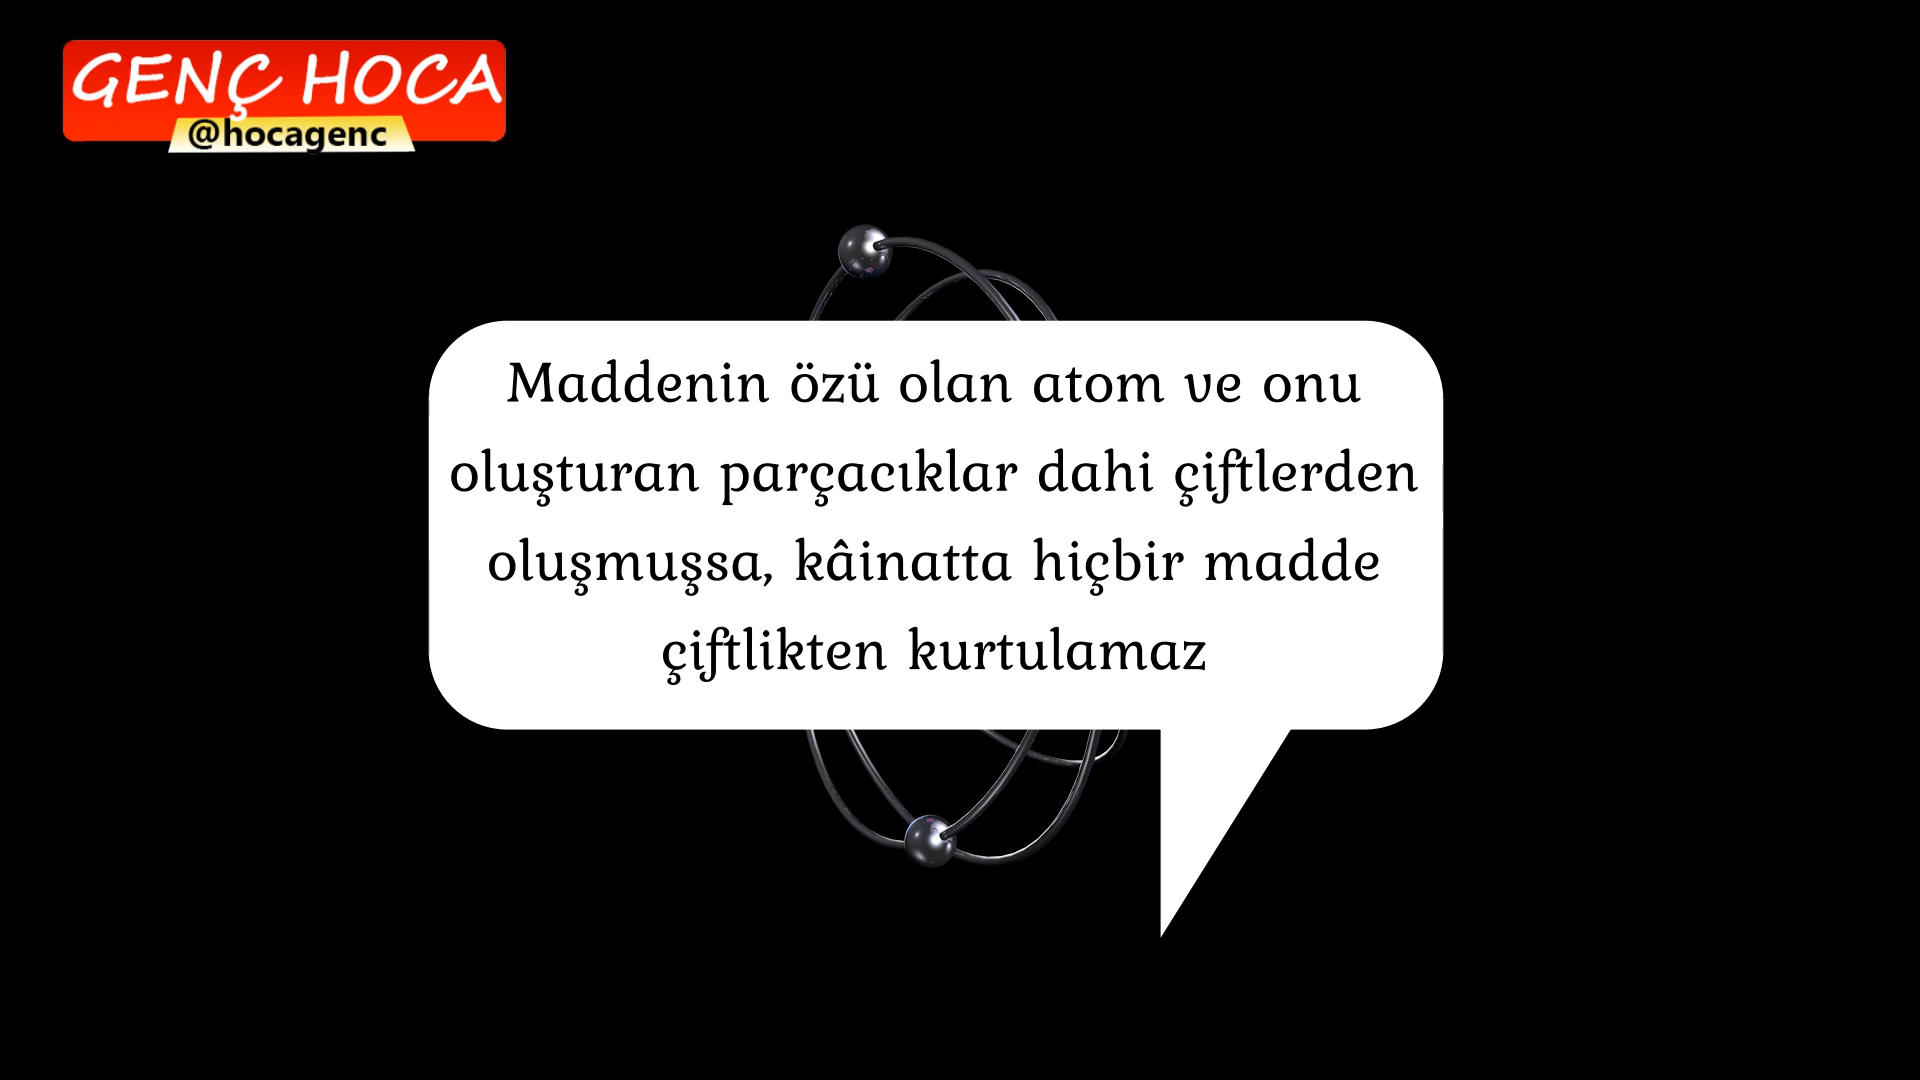 GENÇ HOCA
@hocagenc
Maddenin özü olan atom ve onu
oluşturan parçacıklar dahi çiftlerden
oluşmuşsa, kâinatta hiçbir madde
çiftlikten kurtulamaz